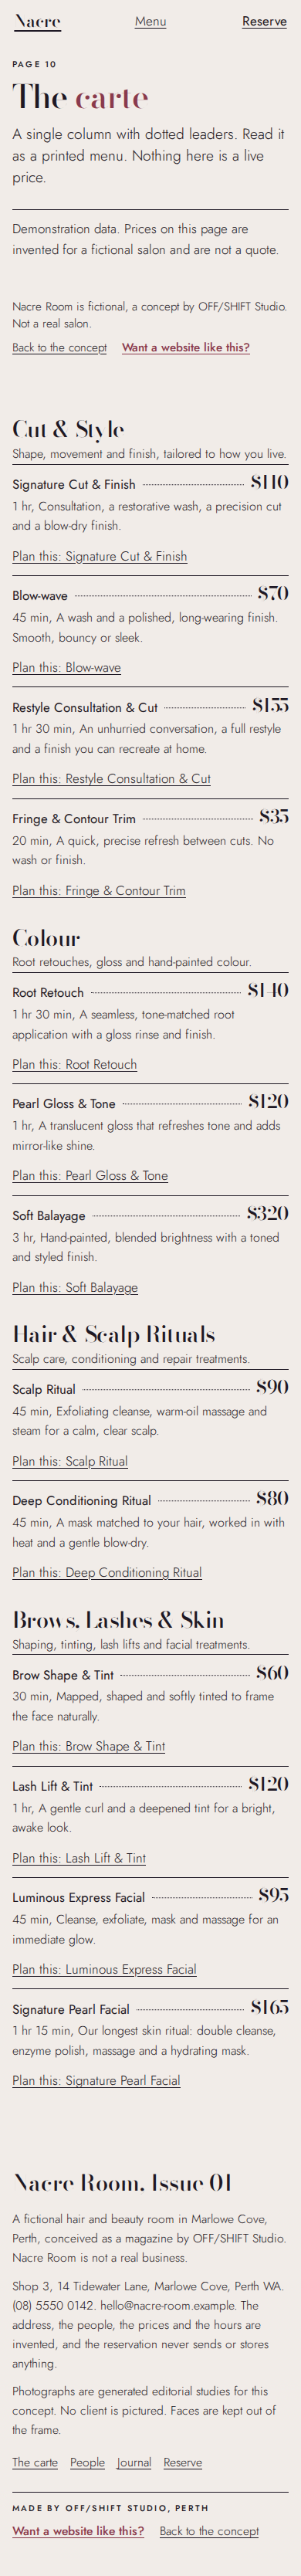 Nacre
Menu
Reserve
PAGE 10
The carte
A single column with dotted leaders. Read it
as a printed menu. Nothing here is a live
price.
Demonstration data. Prices on this page are
invented for a fictional salon and are not a quote.
Nacre Room is fictional, a concept by OFF/SHIFT Studio.
Not a real salon.
Back to the concept Want a website like this?
Cut & Style
Shape, movement and finish, tailored to how you live.
Signature Cut & Finish $110
1 hr, Consultation, a restorative wash, a precision cut
and a blow-dry finish.
Plan this: Signature Cut & Finish
Blow-wave $70
45 min, A wash and a polished, long-wearing finish.
Smooth, bouncy or sleek.
Plan this: Blow-wave
Restyle Consultation & Cut $155
1 hr 30 min, An unhurried conversation, a full restyle
and a finish you can recreate at home.
Plan this: Restyle Consultation & Cut
Fringe & Contour Trim $35
20 min, A quick, precise refresh between cuts. No
wash or finish.
Plan this: Fringe & Contour Trim
Colour
Root retouches, gloss and hand-painted colour.
Root Retouch $140
1 hr 30 min, A seamless, tone-matched root
application with a gloss rinse and finish.
Plan this: Root Retouch
Pearl Gloss & Tone $120
1 hr, A translucent gloss that refreshes tone and adds
mirror-like shine.
Plan this: Pearl Gloss & Tone
Soft Balayage $320
3 hr, Hand-painted, blended brightness with a toned
and styled finish.
Plan this: Soft Balayage
Hair & Scalp Rituals
Scalp care, conditioning and repair treatments.
Scalp Ritual $90
45 min, Exfoliating cleanse, warm-oil massage and
steam for a calm, clear scalp.
Plan this: Scalp Ritual
Deep Conditioning Ritual $80
45 min, A mask matched to your hair, worked in with
heat and a gentle blow-dry.
Plan this: Deep Conditioning Ritual
Brows, Lashes & Skin
Shaping, tinting, lash lifts and facial treatments.
Brow Shape & Tint $60
30 min, Mapped, shaped and softly tinted to frame
the face naturally.
Plan this: Brow Shape & Tint
Lash Lift & Tint $120
1 hr, A gentle curl and a deepened tint for a bright,
awake look.
Plan this: Lash Lift & Tint
Luminous Express Facial $95
45 min, Cleanse, exfoliate, mask and massage for an
immediate glow.
Plan this: Luminous Express Facial
Signature Pearl Facial $165
1 hr 15 min, Our longest skin ritual: double cleanse,
enzyme polish, massage and a hydrating mask.
Plan this: Signature Pearl Facial
Nacre Room, Issue 01
A fictional hair and beauty room in Marlowe Cove,
Perth, conceived as a magazine by OFF/SHIFT Studio.
Nacre Room is not a real business.
Shop 3, 14 Tidewater Lane, Marlowe Cove, Perth WA.
(08) 5550 0142. hello@nacre-room.example. The
address, the people, the prices and the hours are
invented, and the reservation never sends or stores
anything.
Photographs are generated editorial studies for this
concept. No client is pictured. Faces are kept out of
the frame.
The carte People Journal Reserve
MADE BY OFF/SHIFT STUDIO, PERTH
Want a website like this? Back to the concept